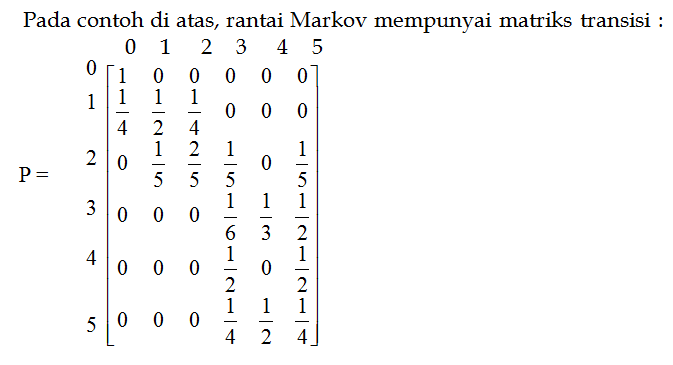 Pada contoh di atas, rantai Markov mempunyai matriks transisi :
0 1 2 3 4 5
0 1 0 0 0 0 0
1 1/4 1/2 1/4 0 0 0
2 0 1/5 2/5 1/5 0 1/5
P =
3 0 0 0 1/6 1/3 1/2
4 0 0 0 1/2 0 1/2
5 0 0 0 1/4 1/2 1/4